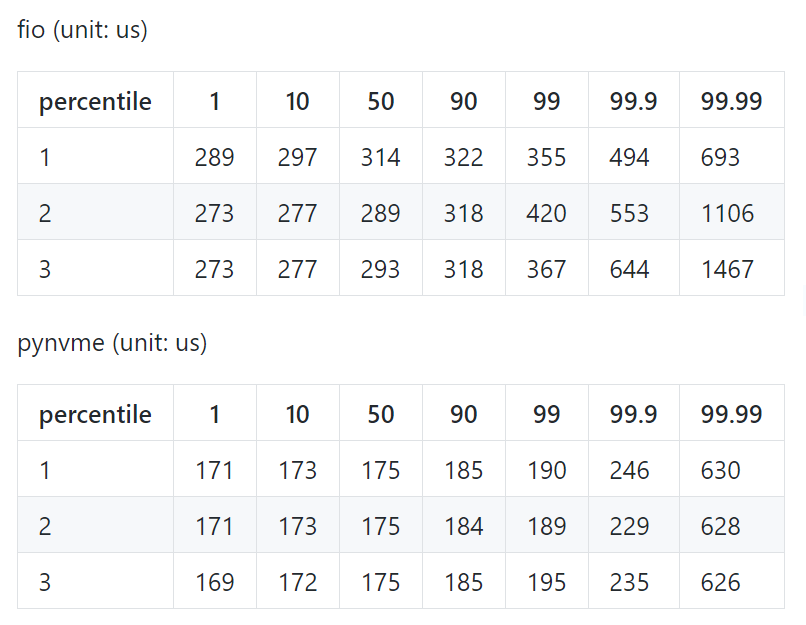 fio (unit: us)
percentile 1 10 50 90 99 99.9 99.99
1 289 297 314 322 355 494 693
2 273 277 289 318 420 553 1106
3 273 277 293 318 367 644 1467
pynvme (unit: us)
percentile 1 10 50 90 99 99.9 99.99
1 171 173 175 185 190 246 630
2 171 173 175 184 189 229 628
3 169 172 175 185 195 235 626